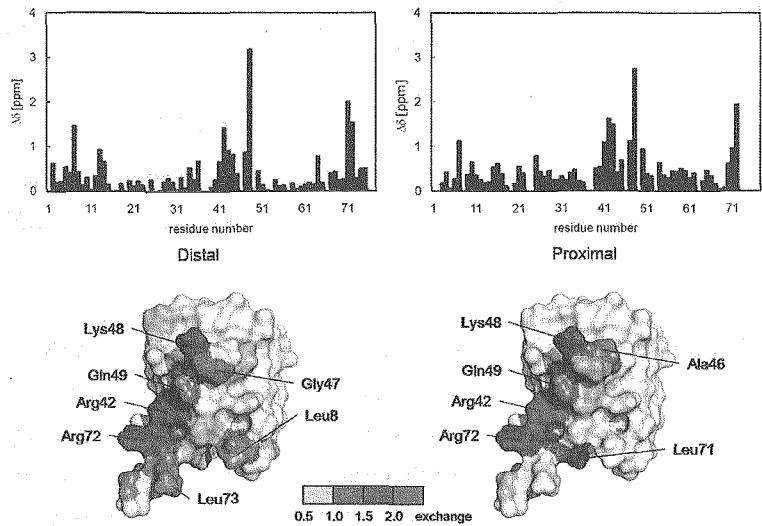 4
3
2
1
0
Δδ [ppm]
1 11 21 31 41 51 61 71
residue number
Distal
4
3
2
1
0
Δδ [ppm]
1 11 21 31 41 51 61 71
residue number
Proximal
Lys48
Gln49
Arg42
Arg72
Gly47
Leu8
Leu73
Lys48
Gln49
Arg42
Arg72
Ala46
Leu71
0.5 1.0 1.5 2.0 exchange